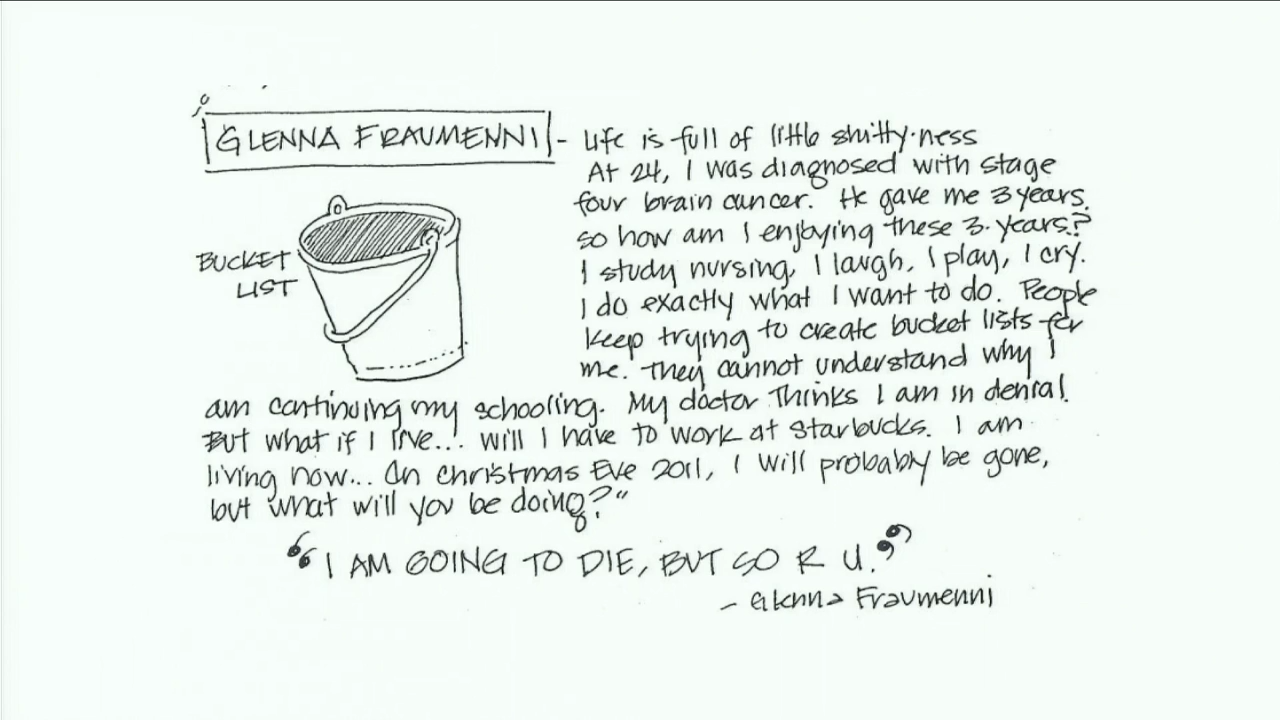 GLENNA FRAUMENNI - Life is full of little shitty·ness
At 24, I was diagnosed with stage
four brain cancer. He gave me 3 years.
so how am I enjoying these 3 years?
I study nursing, I laugh, I play, I cry.
I do exactly what I want to do. People
keep trying to create bucket lists for
me. They cannot understand why I
BUCKET
LIST
am continuing my schooling. My doctor Thinks I am in denial.
But what if I live... will I have to work at Starbucks. I am
living now... On Christmas Eve 2011, I will probably be gone,
but what will you be doing?"
“I AM GOING TO DIE, BUT SO R U.”
- Glenna Fraumenni